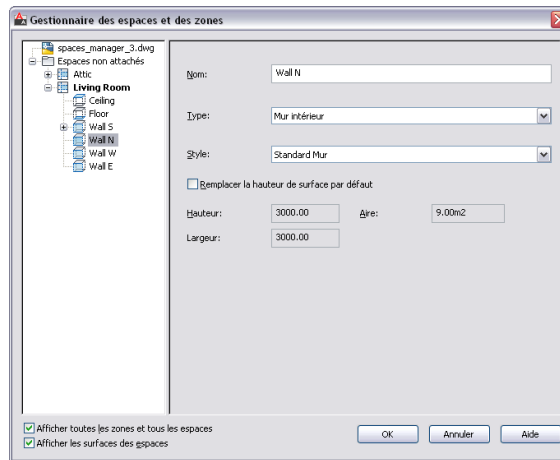 Gestionnaire des espaces et des zones
spaces_manager_3.dwg
Espaces non attachés
Attic
Living Room
Ceiling
Floor
Wall S
Wall N
Wall W
Wall E
Nom: Wall N
Type: Mur intérieur
Style: Standard Mur
Remplacer la hauteur de surface par défaut
Hauteur: 3000.00 Aire: 9.00m2
Largeur: 3000.00
Afficher toutes les zones et tous les espaces
Afficher les surfaces des espaces
OK Annuler Aide